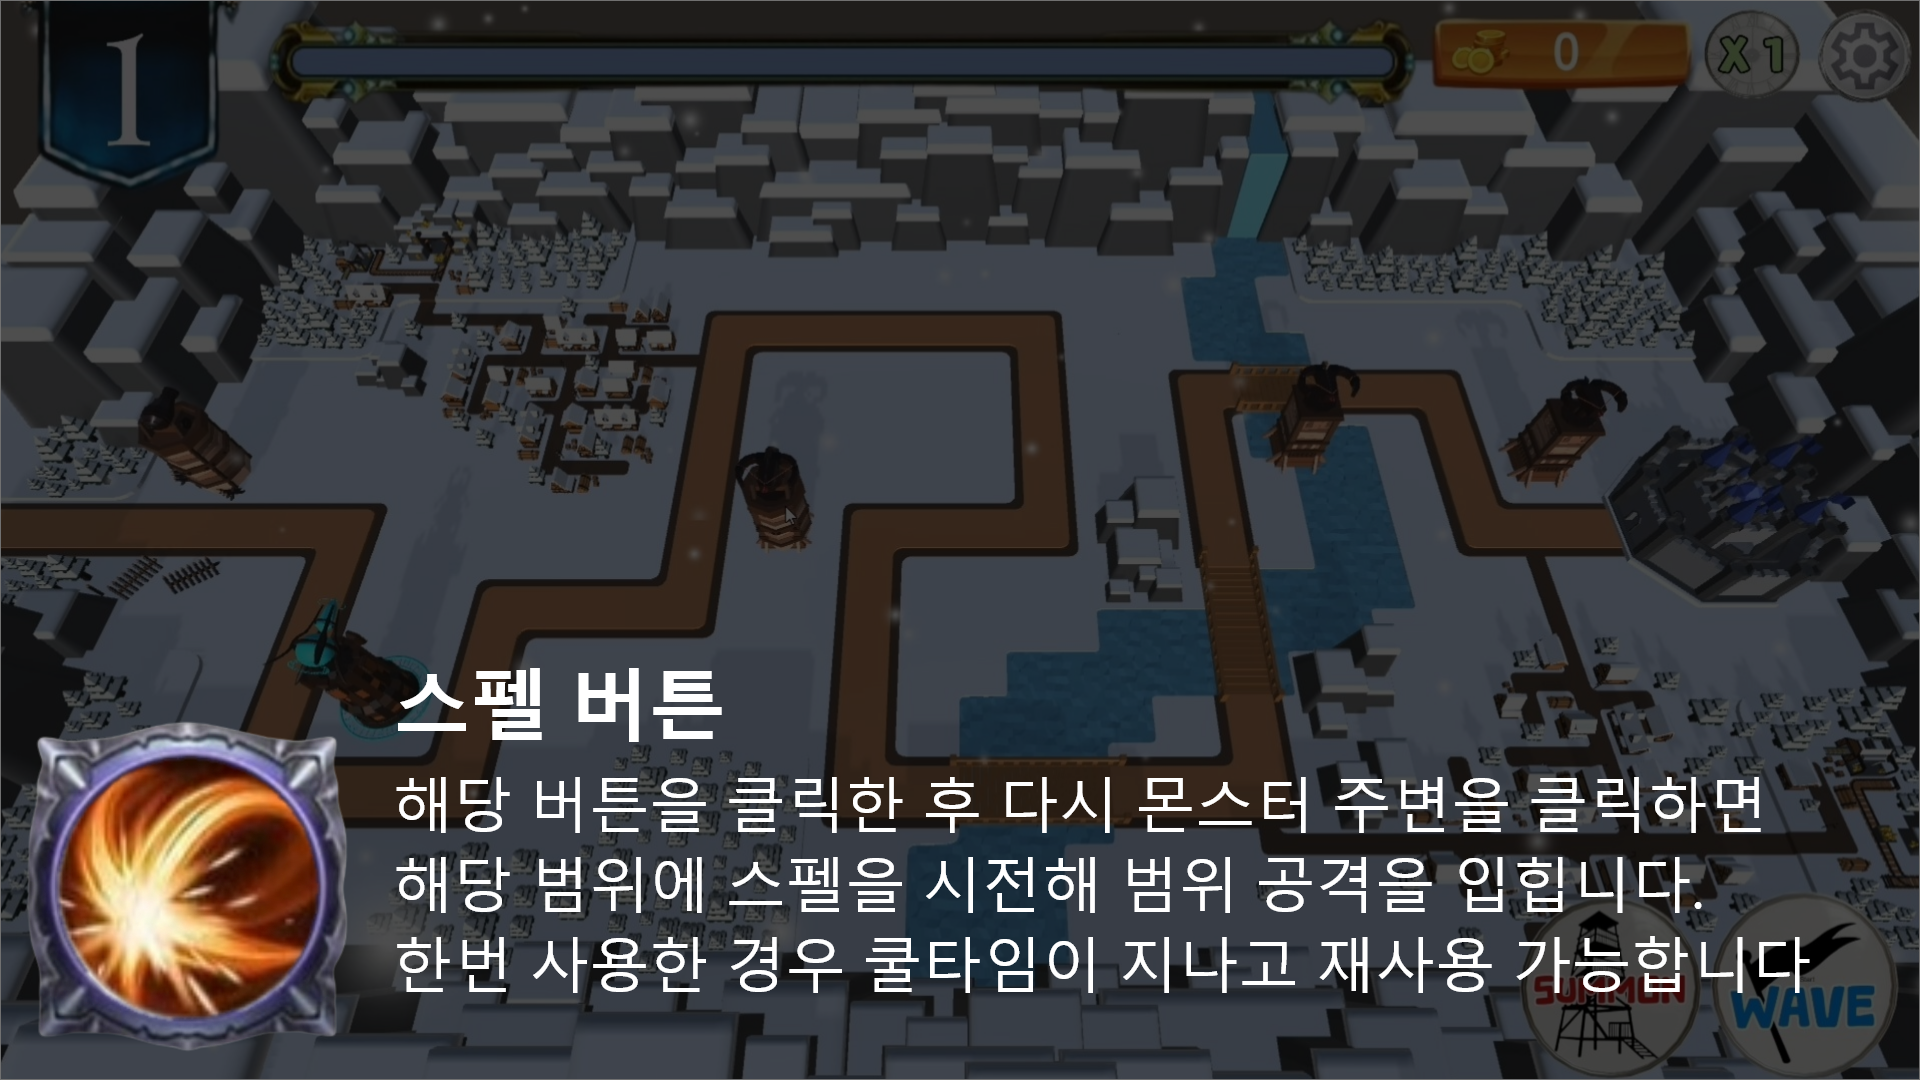 1
0
X 1
스펠 버튼
해당 버튼을 클릭한 후 다시 몬스터 주변을 클릭하면
해당 범위에 스펠을 시전해 범위 공격을 입힙니다.
한번 사용한 경우 쿨타임이 지나고 재사용 가능합니다
SUMMON
WAVE